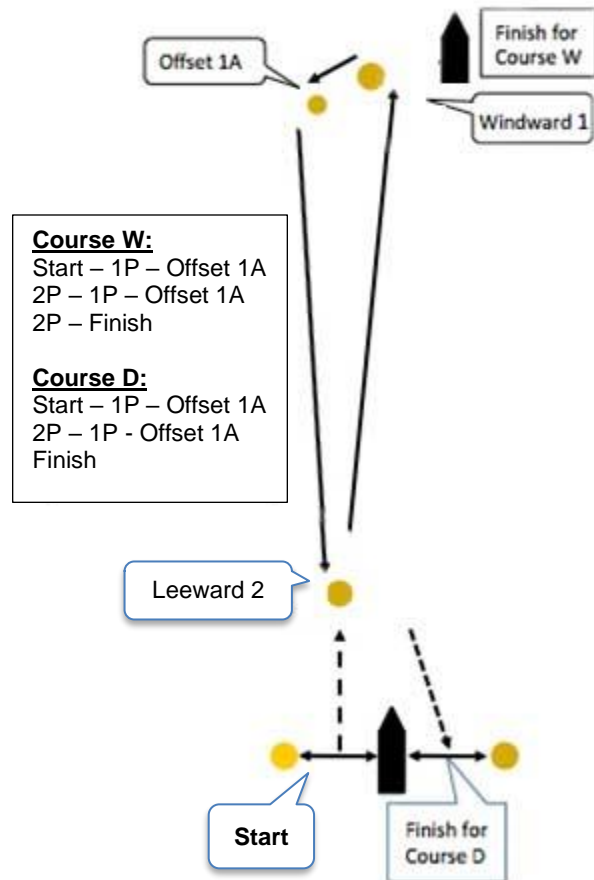 Offset 1A
Finish for
Course W
Windward 1
Course W:
Start – 1P – Offset 1A
2P – 1P – Offset 1A
2P – Finish
Course D:
Start – 1P – Offset 1A
2P – 1P - Offset 1A
Finish
Leeward 2
Start
Finish for
Course D